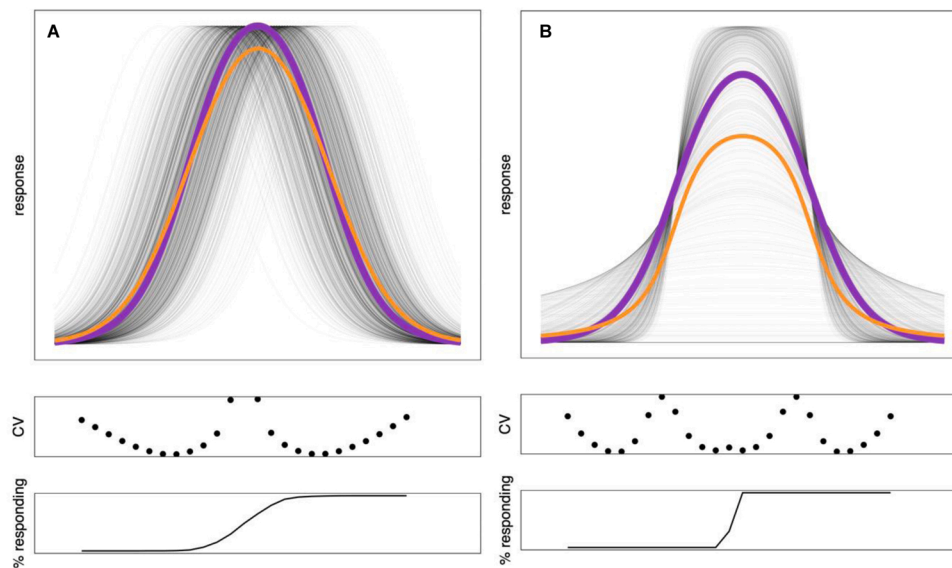 A
B
response
response
CV
CV
% responding
% responding